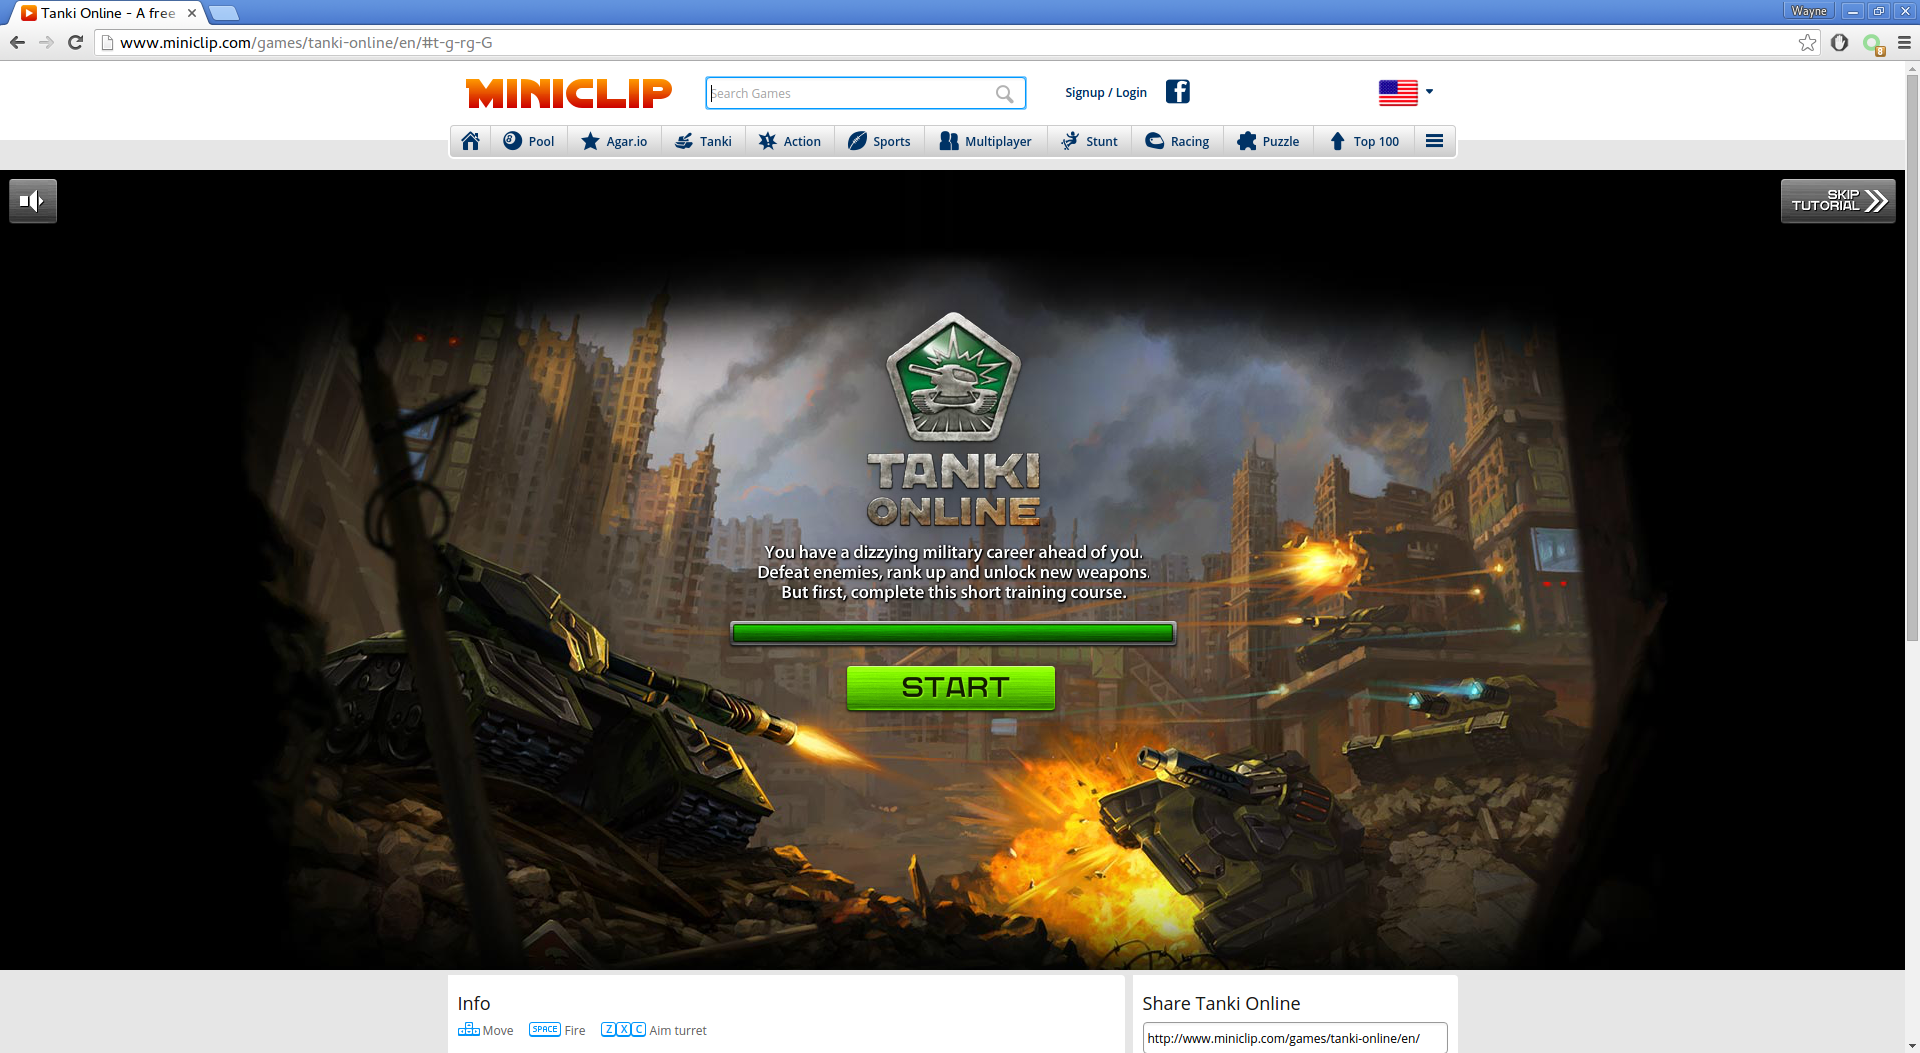 Tanki Online - A free
Wayne
www.miniclip.com/games/tanki-online/en/#t-g-rg-G
8
MINICLIP
Search Games
Signup / Login
Pool
Agar.io
Tanki
Action
Sports
Multiplayer
Stunt
Racing
Puzzle
Top 100
SKIP
TUTORIAL
TANKI
ONLINE
You have a dizzying military career ahead of you.
Defeat enemies, rank up and unlock new weapons.
But first, complete this short training course.
START
Info
Move
SPACE Fire
Z X C Aim turret
Share Tanki Online
http://www.miniclip.com/games/tanki-online/en/